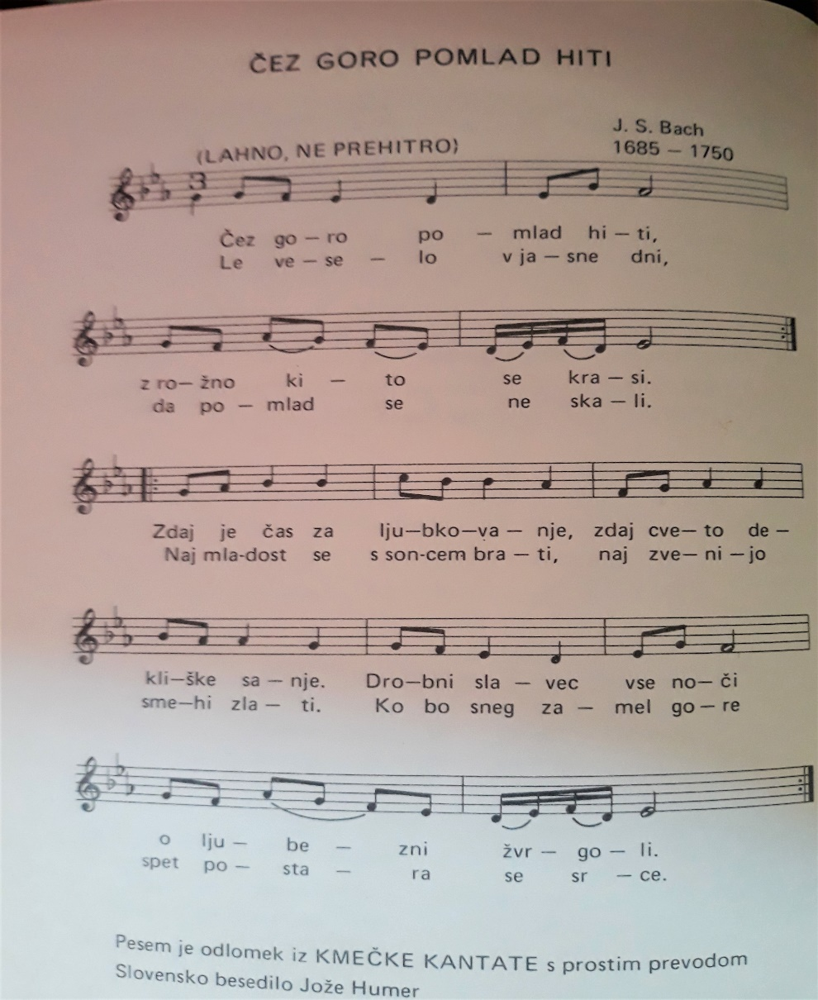 ČEZ GORO POMLAD HITI
J. S. Bach
1685 – 1750
(LAHNO, NE PREHITRO)
3
Čez go – ro po – mlad hi – ti,
Le ve – se – lo v ja – sne dni,
z ro– žno ki – to se kra – si.
da po – mlad se ne ska – li.
Zdaj je čas za lju–bko–va – nje, zdaj cve– to de –
Naj mla-dost se s son-cem bra – ti, naj zve– ni –jo
kli–ške sa – nje. Dro–bni sla – vec vse no– či
sme–hi zla – ti. Ko bo sneg za – mel go – re
o lju – be – zni žvr – go – li.
spet po – sta – ra se sr – ce.
Pesem je odlomek iz KMEČKE KANTATE s prostim prevodom
Slovensko besedilo Jože Humer